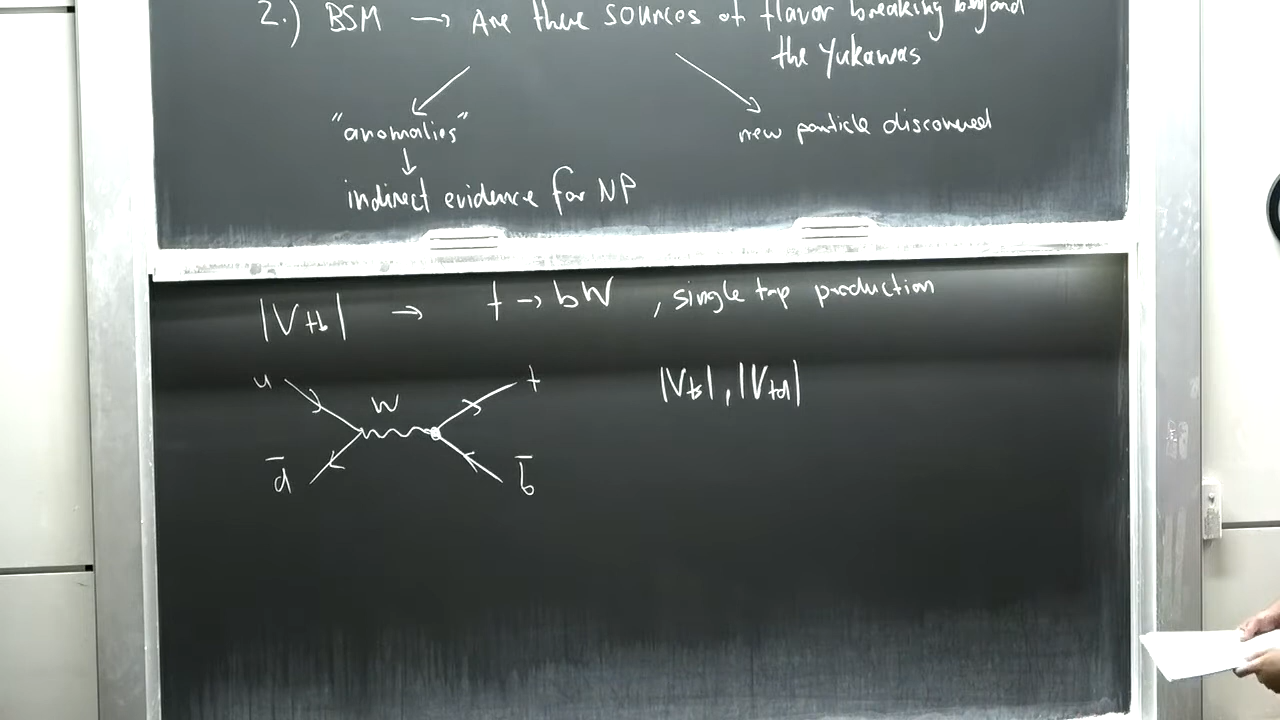 2.) BSM → Are there sources of flavor breaking beyond
the Yukawas
"anomalies"
new particle discovered
↓
indirect evidence for NP
|V_tb| → t → bW , single top production
u W t
|V_ts|, |V_td|
d̄ b̄